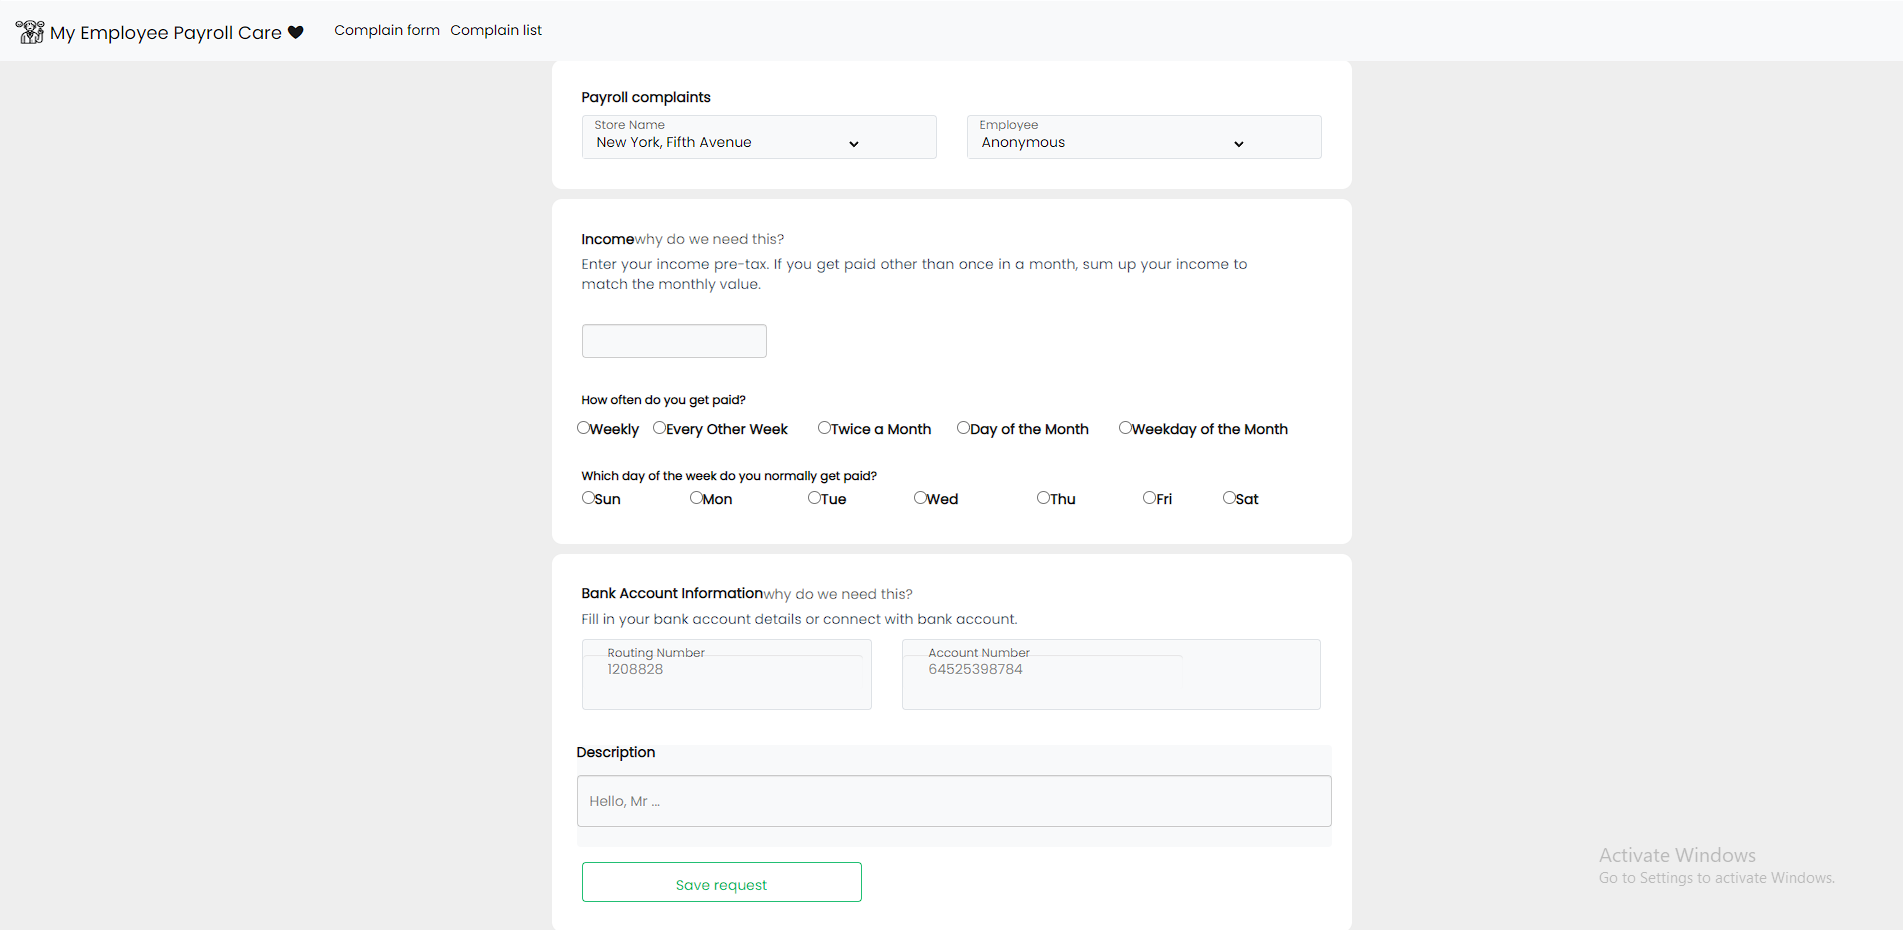 My Employee Payroll Care
Complain form
Complain list
Payroll complaints
Store Name
New York, Fifth Avenue
Employee
Anonymous
Incomewhy do we need this?
Enter your income pre-tax. If you get paid other than once in a month, sum up your income to
match the monthly value.
How often do you get paid?
Weekly Every Other Week Twice a Month Day of the Month Weekday of the Month
Which day of the week do you normally get paid?
Sun Mon Tue Wed Thu Fri Sat
Bank Account Informationwhy do we need this?
Fill in your bank account details or connect with bank account.
Routing Number
1208828
Account Number
64525398784
Description
Hello, Mr ...
Save request
Activate Windows
Go to Settings to activate Windows.